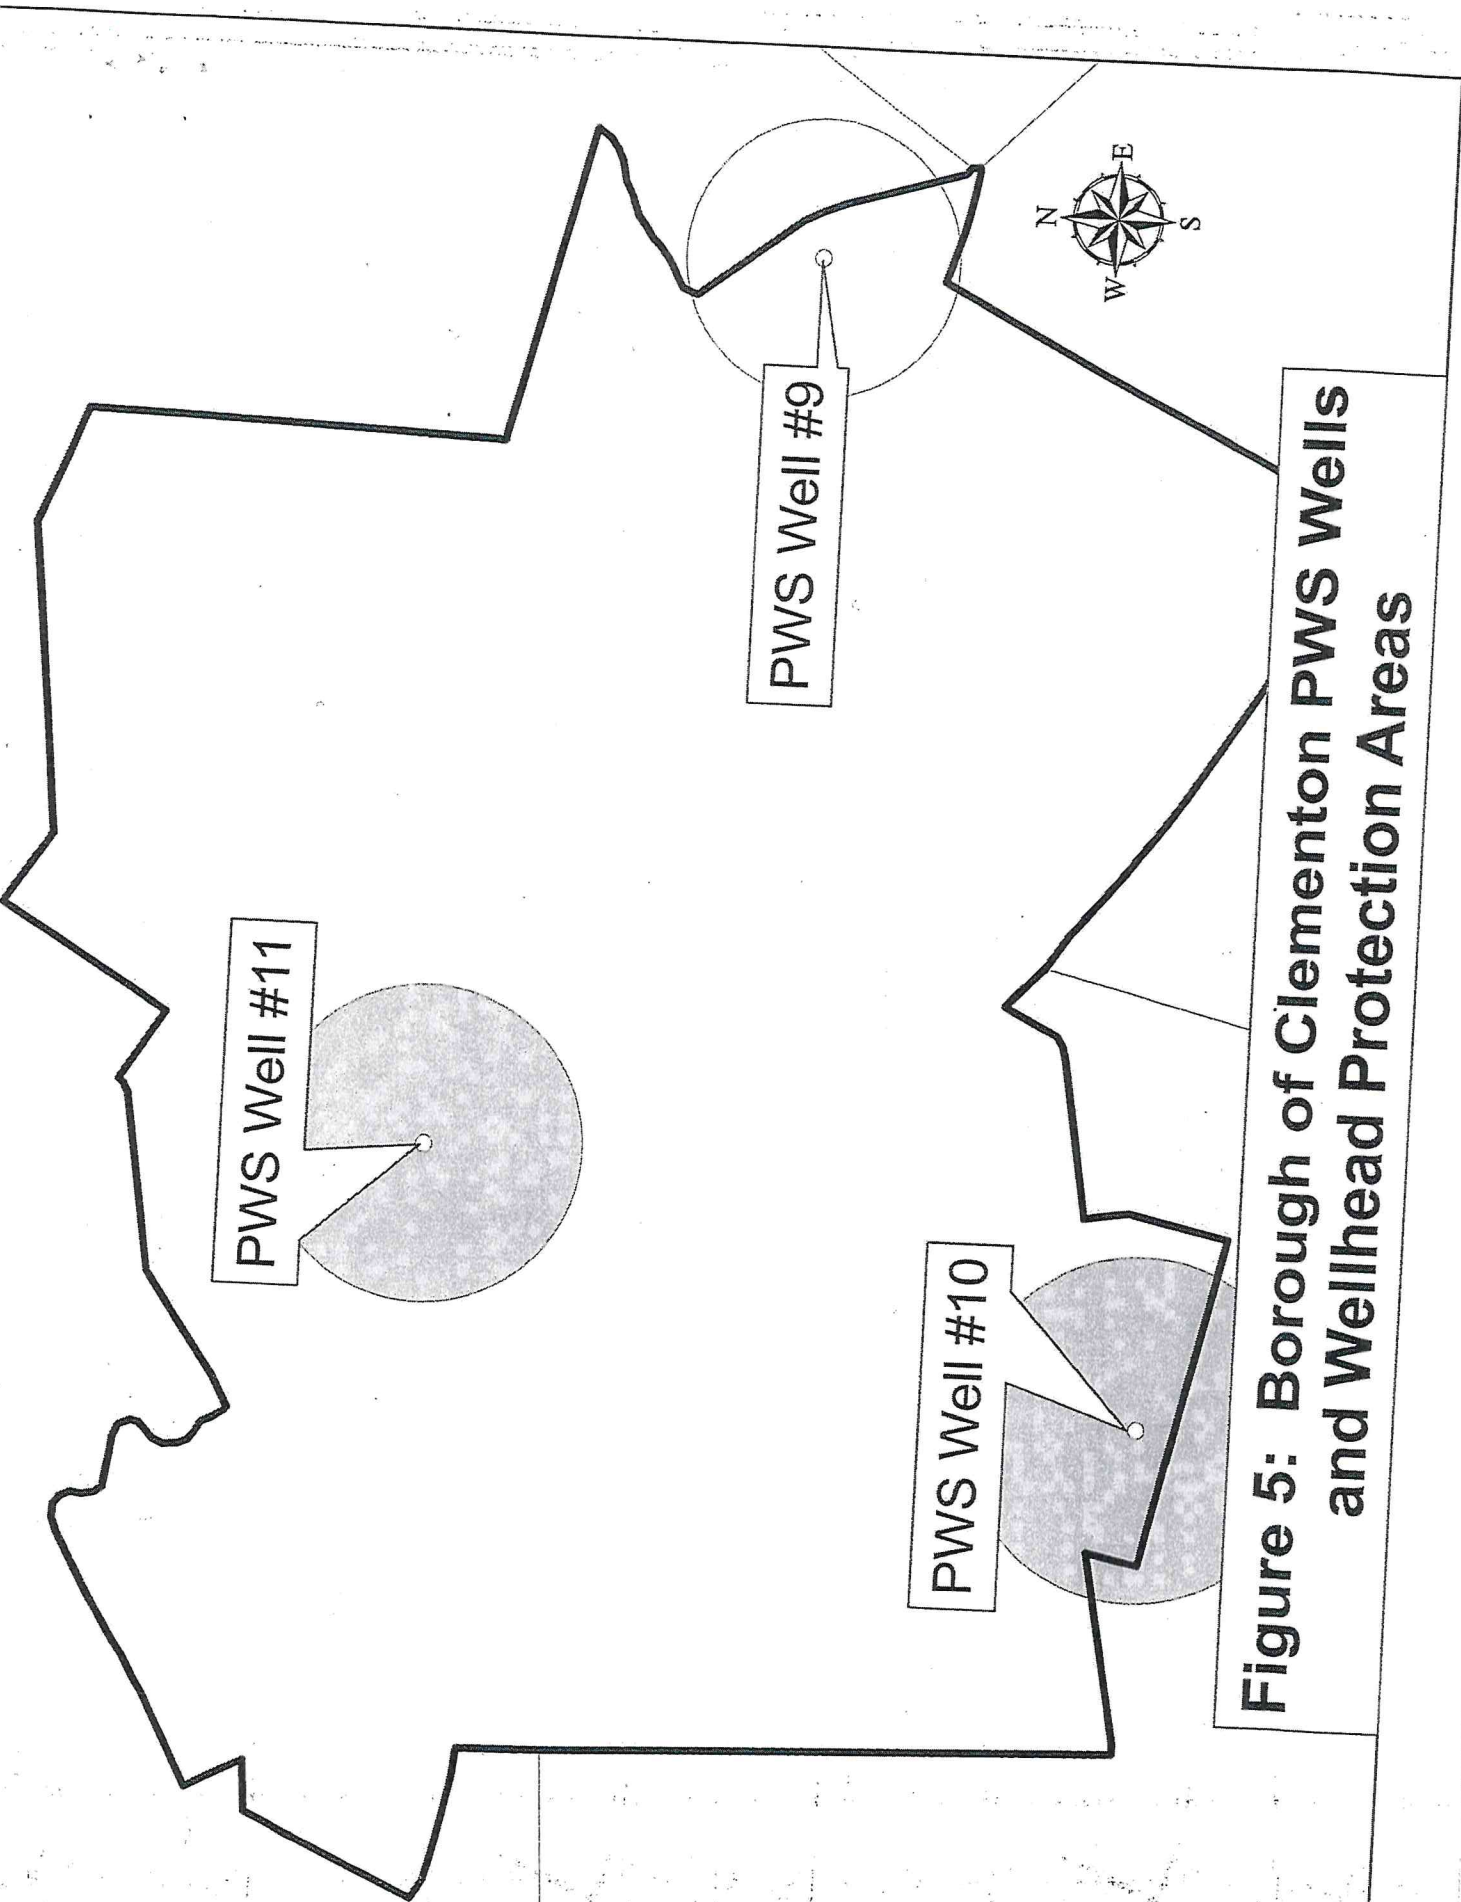 PWS Well #11
PWS Well #9
PWS Well #10
N
E
S
W
Figure 5: Borough of Clementon PWS Wells
and Wellhead Protection Areas